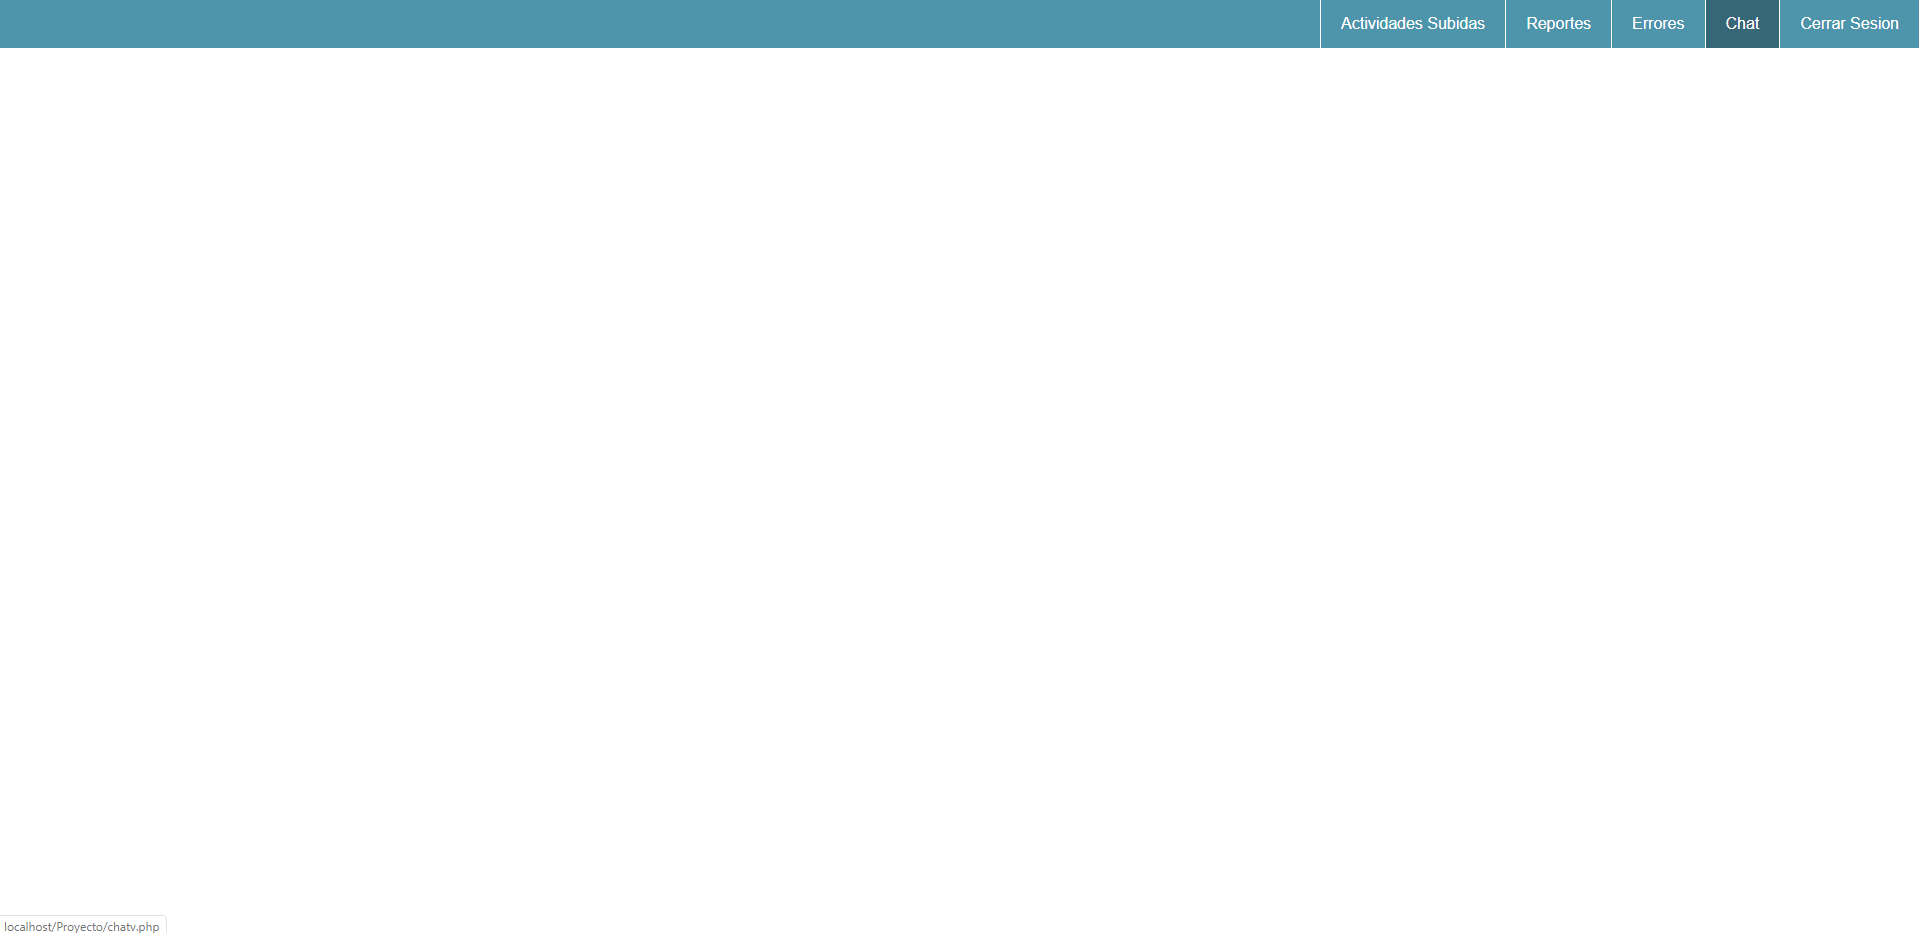 Actividades Subidas Reportes Errores Chat Cerrar Sesion
localhost/Proyecto/chatv.php